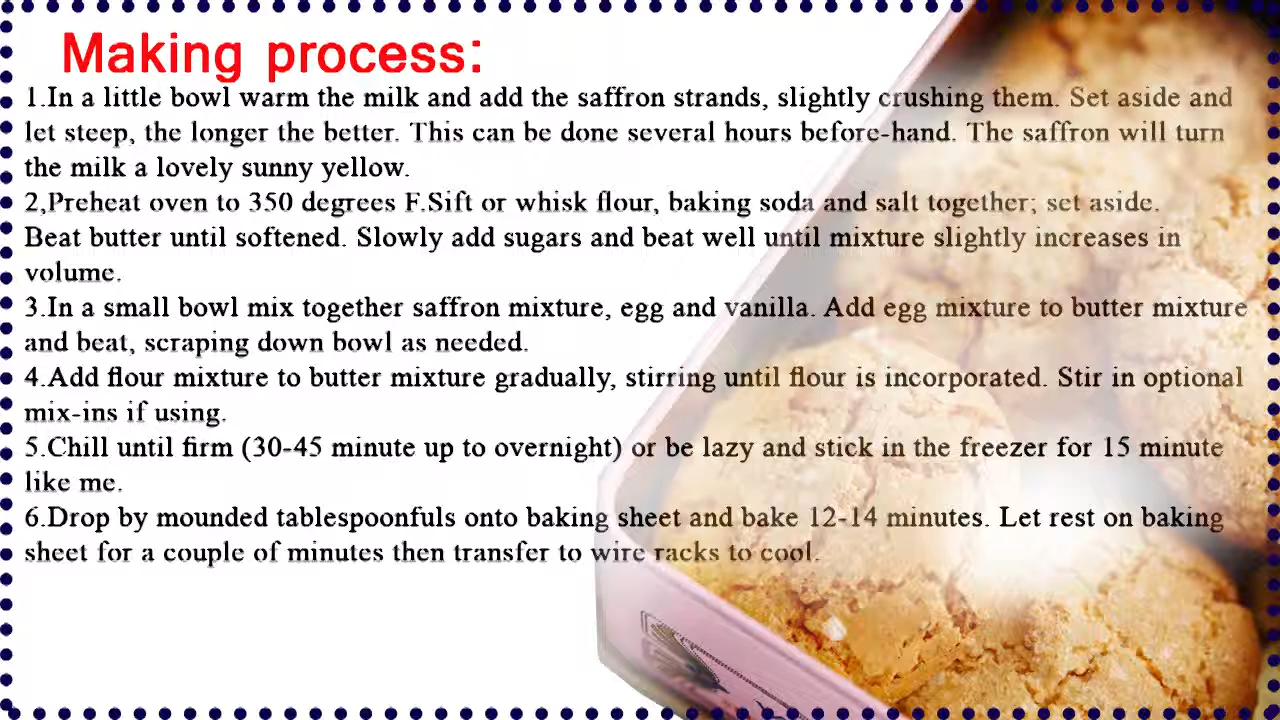 Making process:
1.In a little bowl warm the milk and add the saffron strands, slightly crushing them. Set aside and
let steep, the longer the better. This can be done several hours before-hand. The saffron will turn
the milk a lovely sunny yellow.
2,Preheat oven to 350 degrees F.Sift or whisk flour, baking soda and salt together; set aside.
Beat butter until softened. Slowly add sugars and beat well until mixture slightly increases in
volume.
3.In a small bowl mix together saffron mixture, egg and vanilla. Add egg mixture to butter mixture
and beat, scraping down bowl as needed.
4.Add flour mixture to butter mixture gradually, stirring until flour is incorporated. Stir in optional
mix-ins if using.
5.Chill until firm (30-45 minute up to overnight) or be lazy and stick in the freezer for 15 minute
like me.
6.Drop by mounded tablespoonfuls onto baking sheet and bake 12-14 minutes. Let rest on baking
sheet for a couple of minutes then transfer to wire racks to cool.